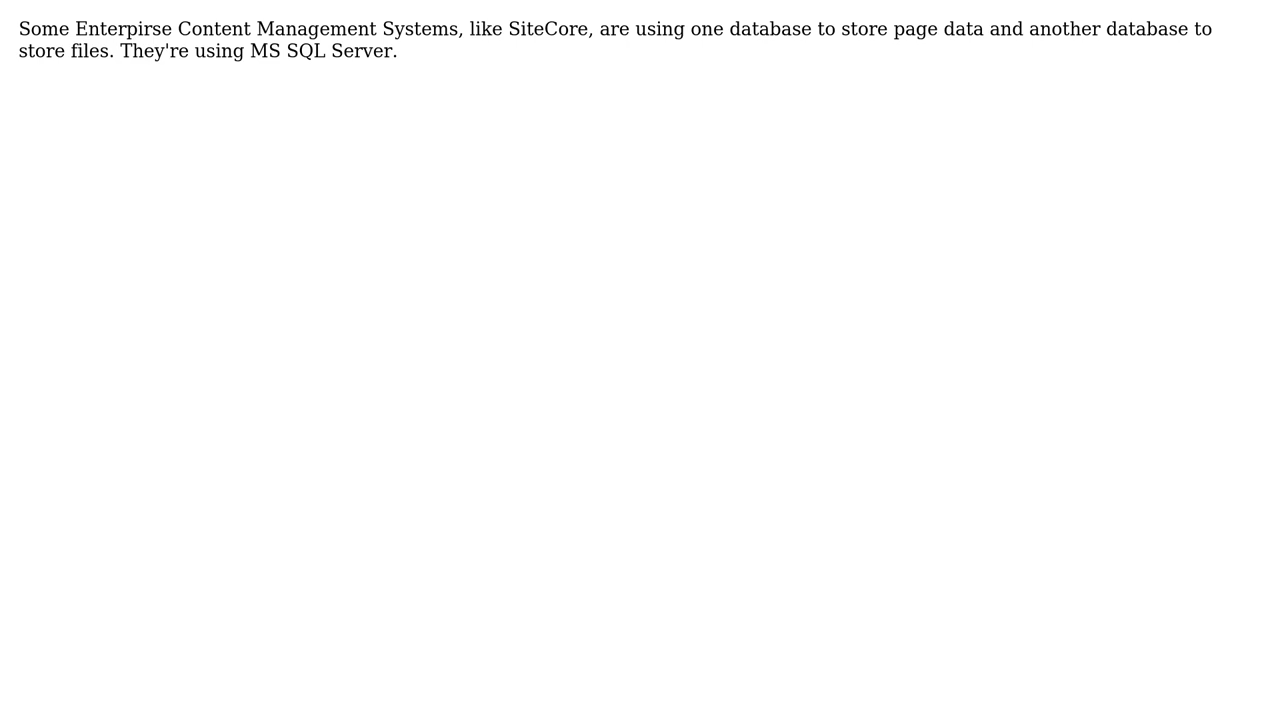 Some Enterpirse Content Management Systems, like SiteCore, are using one database to store page data and another database to
store files. They're using MS SQL Server.